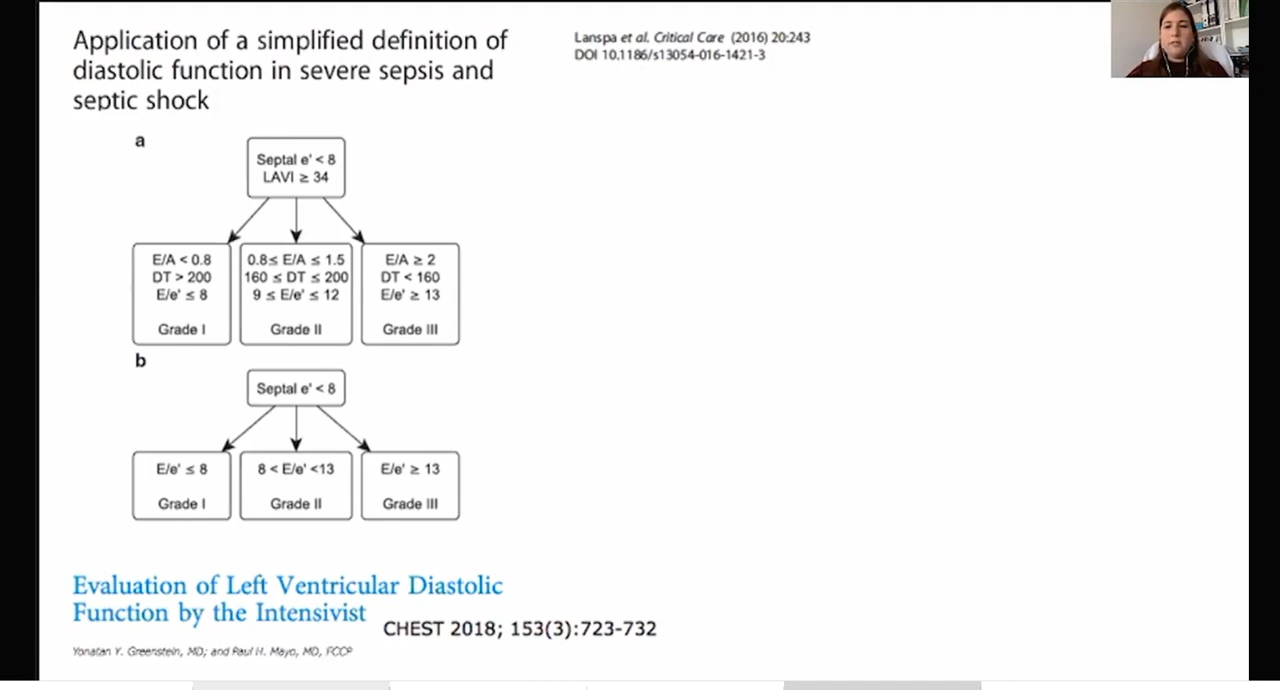 Application of a simplified definition of
diastolic function in severe sepsis and
septic shock
Lanspa et al. Critical Care (2016) 20:243
DOI 10.1186/s13054-016-1421-3
a
Septal e' < 8
LAVI ≥ 34
E/A < 0.8
DT > 200
E/e' ≤ 8
Grade I
0.8≤ E/A ≤ 1.5
160 ≤ DT ≤ 200
9 ≤ E/e' ≤ 12
Grade II
E/A ≥ 2
DT < 160
E/e' ≥ 13
Grade III
b
Septal e' < 8
E/e' ≤ 8
Grade I
8 < E/e' <13
Grade II
E/e' ≥ 13
Grade III
Evaluation of Left Ventricular Diastolic
Function by the Intensivist
CHEST 2018; 153(3):723-732
Yonatan Y. Greenstein, MD; and Paul H. Mayo, MD, FCCP